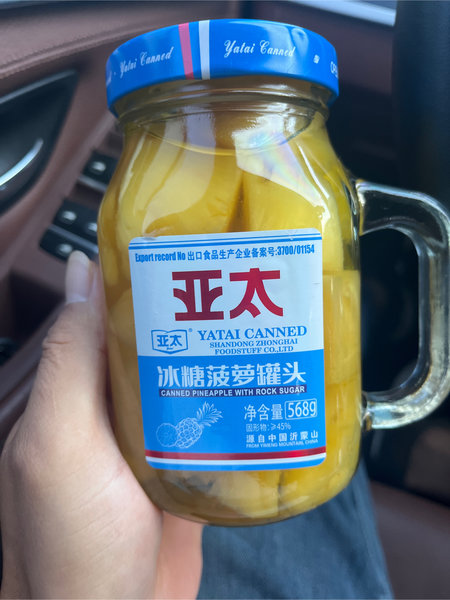 Yatai Canned
Yatai Canned
Export record No 出口食品生产企业备案号:3700/01154
亚太
亚太
YATAI CANNED
SHANDONG ZHONGHAI
FOODSTUFF CO.,LTD
冰糖菠萝罐头
CANNED PINEAPPLE WITH ROCK SUGAR
净含量 568g
固形物:≥45%
源自中国沂蒙山
FROM YIMENG MOUNTAIN, CHINA